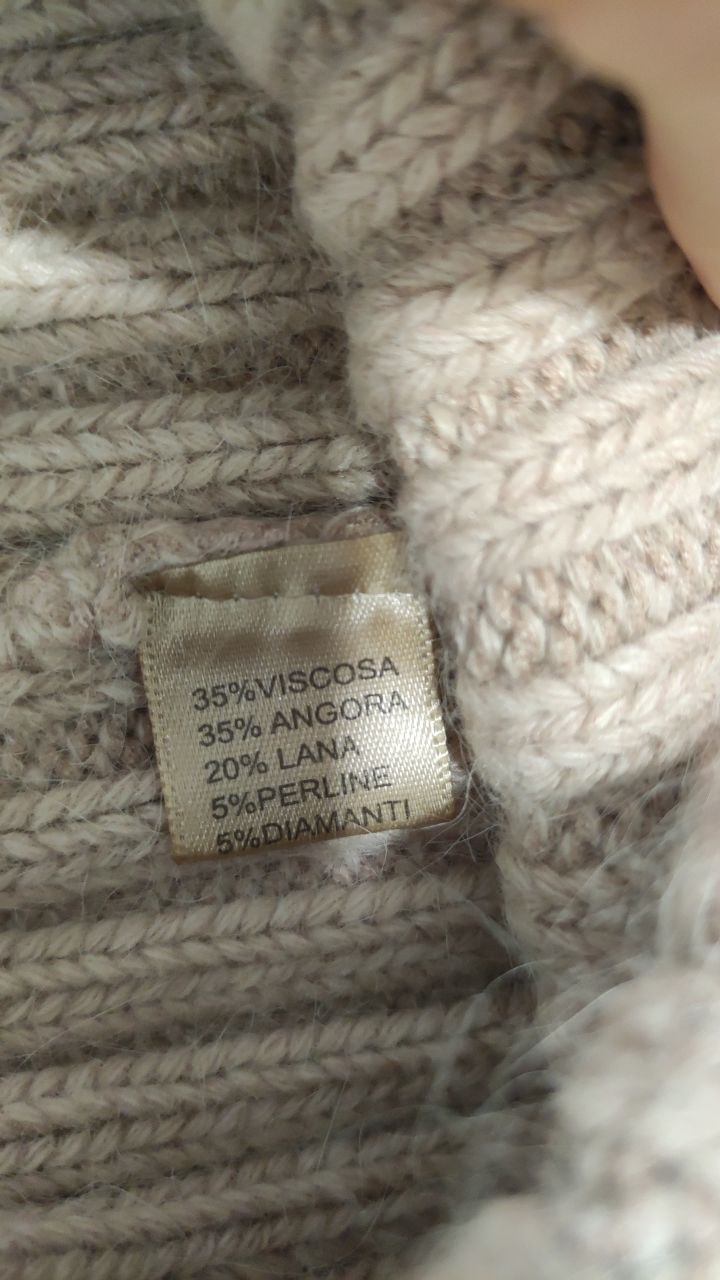 35%VISCOSA
35% ANGORA
20% LANA
5%PERLINE
5%DIAMANTI